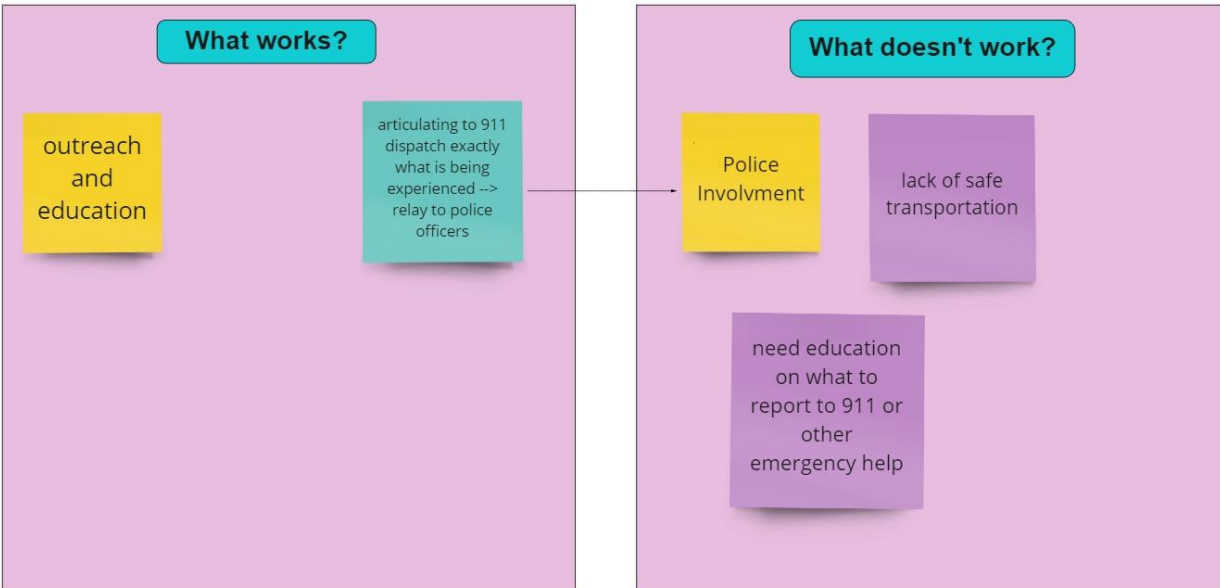 What works?
outreach
and
education
articulating to 911
dispatch exactly
what is being
experienced -->
relay to police
officers
What doesn't work?
Police
Involvment
lack of safe
transportation
need education
on what to
report to 911 or
other
emergency help